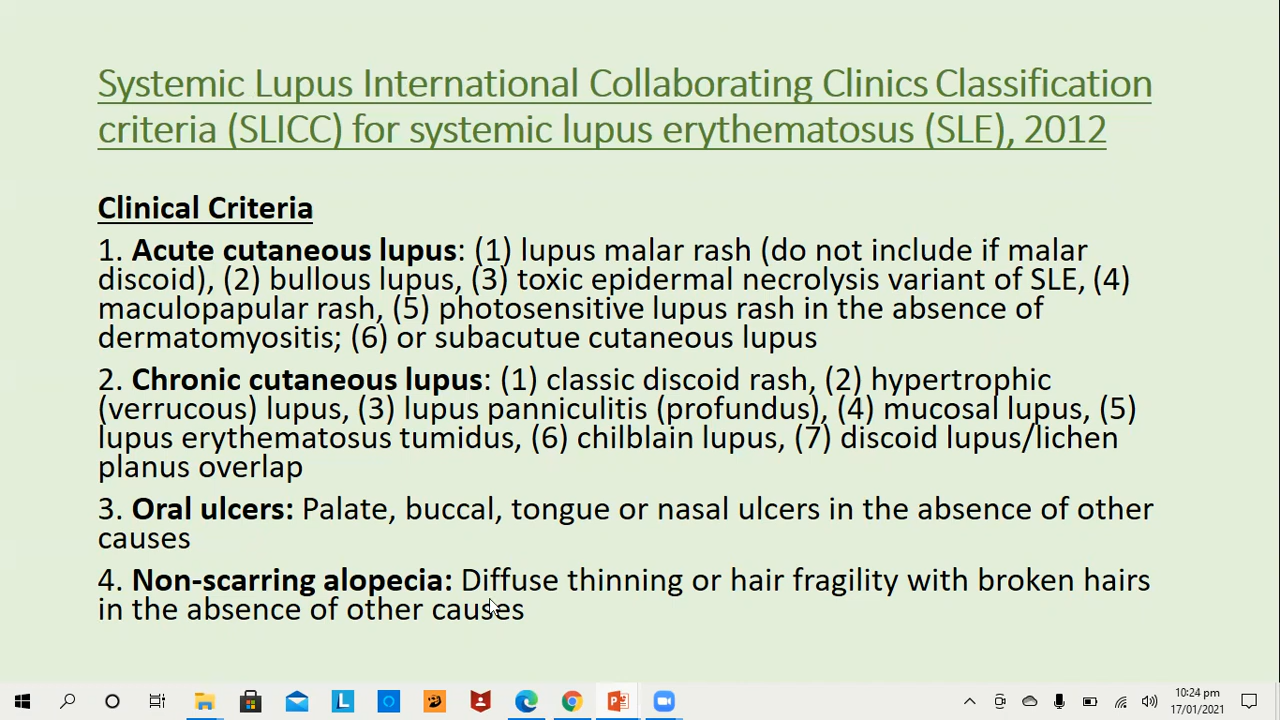 Systemic Lupus International Collaborating Clinics Classification
criteria (SLICC) for systemic lupus erythematosus (SLE), 2012
Clinical Criteria
1. Acute cutaneous lupus: (1) lupus malar rash (do not include if malar
discoid), (2) bullous lupus, (3) toxic epidermal necrolysis variant of SLE, (4)
maculopapular rash, (5) photosensitive lupus rash in the absence of
dermatomyositis; (6) or subacutue cutaneous lupus
2. Chronic cutaneous lupus: (1) classic discoid rash, (2) hypertrophic
(verrucous) lupus, (3) lupus panniculitis (profundus), (4) mucosal lupus, (5)
lupus erythematosus tumidus, (6) chilblain lupus, (7) discoid lupus/lichen
planus overlap
3. Oral ulcers: Palate, buccal, tongue or nasal ulcers in the absence of other
causes
4. Non-scarring alopecia: Diffuse thinning or hair fragility with broken hairs
in the absence of other causes
10:24 pm
17/01/2021